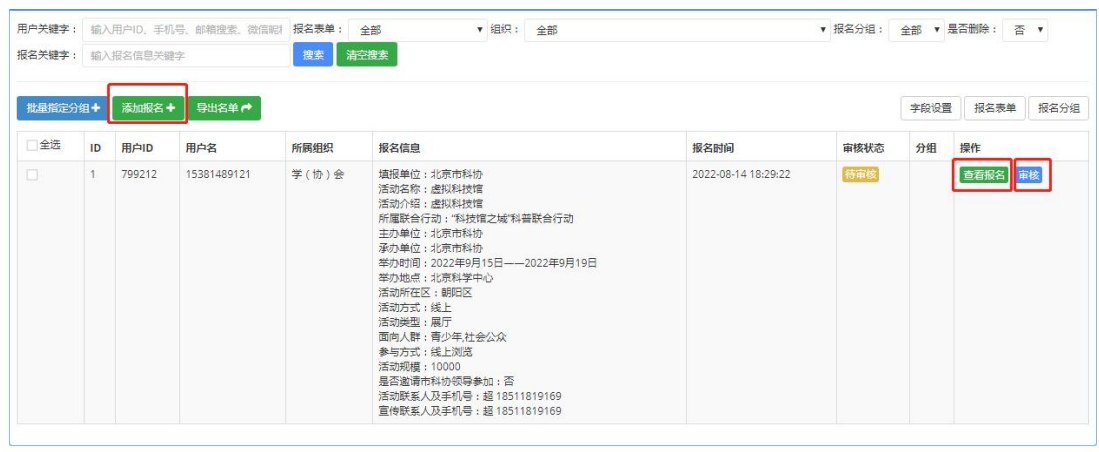 用户关键字： 输入用户ID、手机号、邮箱搜索、微信昵 报名表单： 全部 组织： 全部 报名分组： 全部 是否删除： 否
报名关键字： 输入报名信息关键字 搜索 清空搜索
批量指定分组 添加报名 导出名单 字段设置 报名表单 报名分组
全选 ID 用户ID 用户名 所属组织 报名信息 报名时间 审核状态 分组 操作
1 799212 15381489121 学（协）会 填报单位：北京市科协 2022-08-14 18:29:22 待审核 查看报名 审核
活动名称：虚拟科技馆
活动介绍：虚拟科技馆
所属联合行动：“科技馆之城”科普联合行动
主办单位：北京市科协
承办单位：北京市科协
举办时间：2022年9月15日——2022年9月19日
举办地点：北京科学中心
活动所在区：朝阳区
活动方式：线上
活动类型：展厅
面向人群：青少年,社会公众
参与方式：线上浏览
活动规模：10000
是否邀请市科协领导参加：否
活动联系人及手机号：超 18511819169
宣传联系人及手机号：超 18511819169